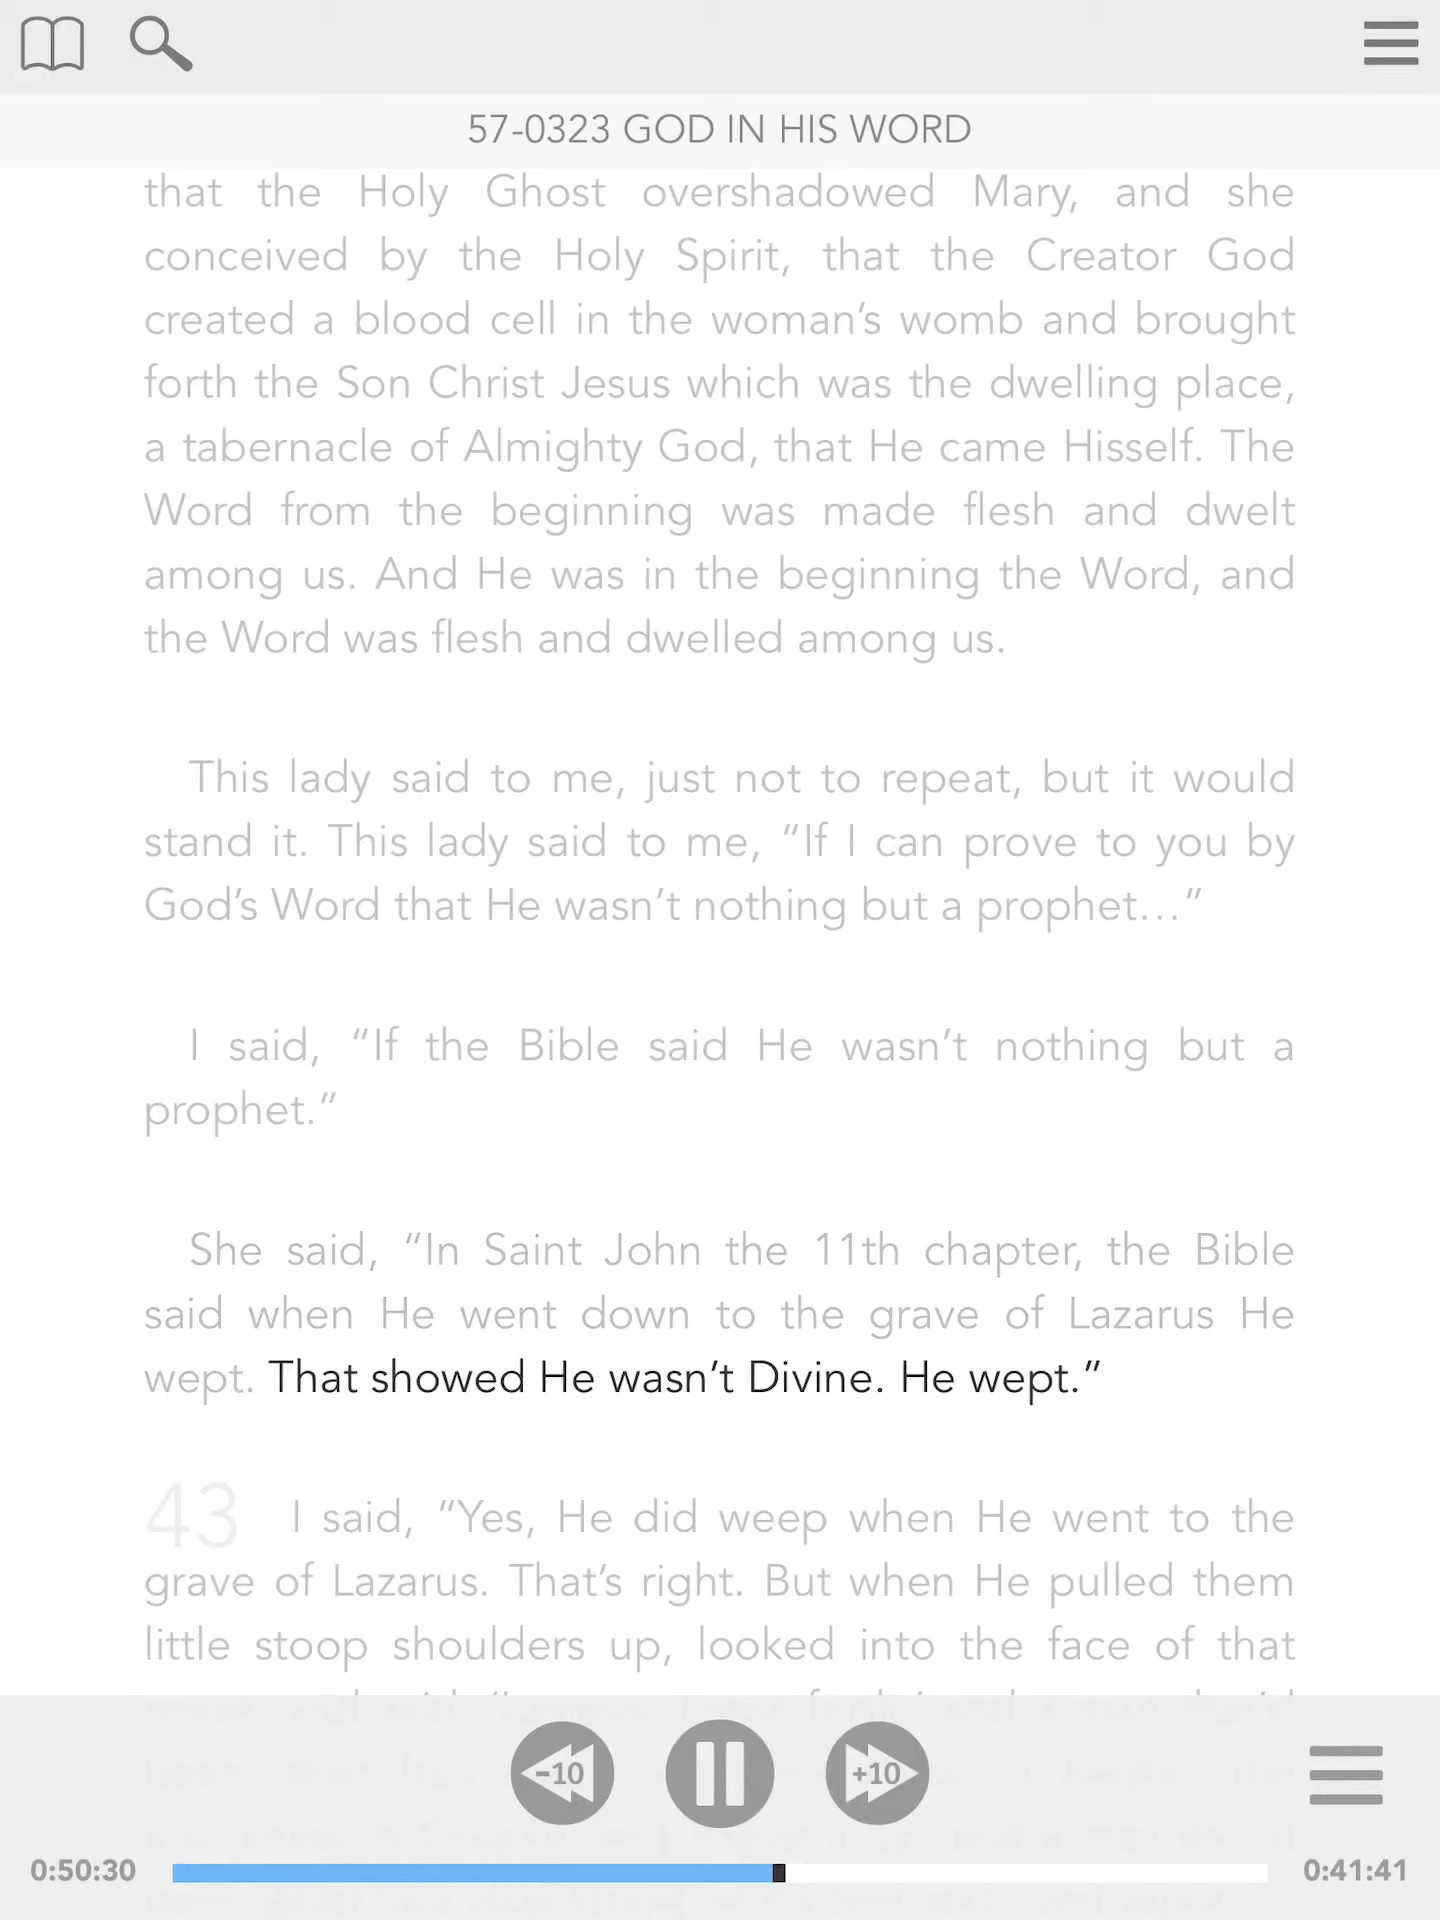 57-0323 GOD IN HIS WORD
that the Holy Ghost overshadowed Mary, and she
conceived by the Holy Spirit, that the Creator God
created a blood cell in the woman’s womb and brought
forth the Son Christ Jesus which was the dwelling place,
a tabernacle of Almighty God, that He came Hisself. The
Word from the beginning was made flesh and dwelt
among us. And He was in the beginning the Word, and
the Word was flesh and dwelled among us.
This lady said to me, just not to repeat, but it would
stand it. This lady said to me, “If I can prove to you by
God’s Word that He wasn’t nothing but a prophet…”
I said, “If the Bible said He wasn’t nothing but a
prophet.”
She said, “In Saint John the 11th chapter, the Bible
said when He went down to the grave of Lazarus He
wept. That showed He wasn’t Divine. He wept.”
43 I said, “Yes, He did weep when He went to the
grave of Lazarus. That’s right. But when He pulled them
little stoop shoulders up, looked into the face of that
-10 +10
0:50:30 0:41:41